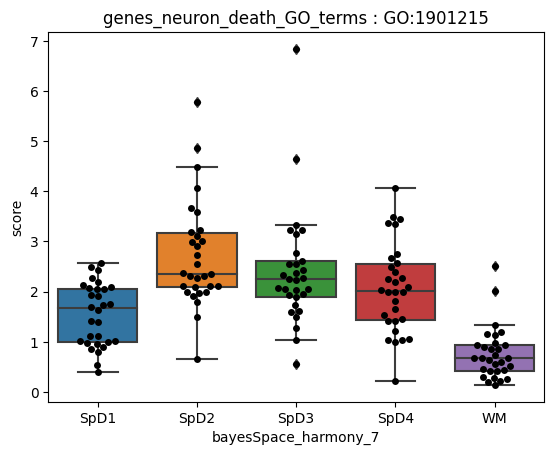 genes_neuron_death_GO_terms : GO:1901215
7
6
5
4
3
2
1
0
score
SpD1 SpD2 SpD3 SpD4 WM
bayesSpace_harmony_7